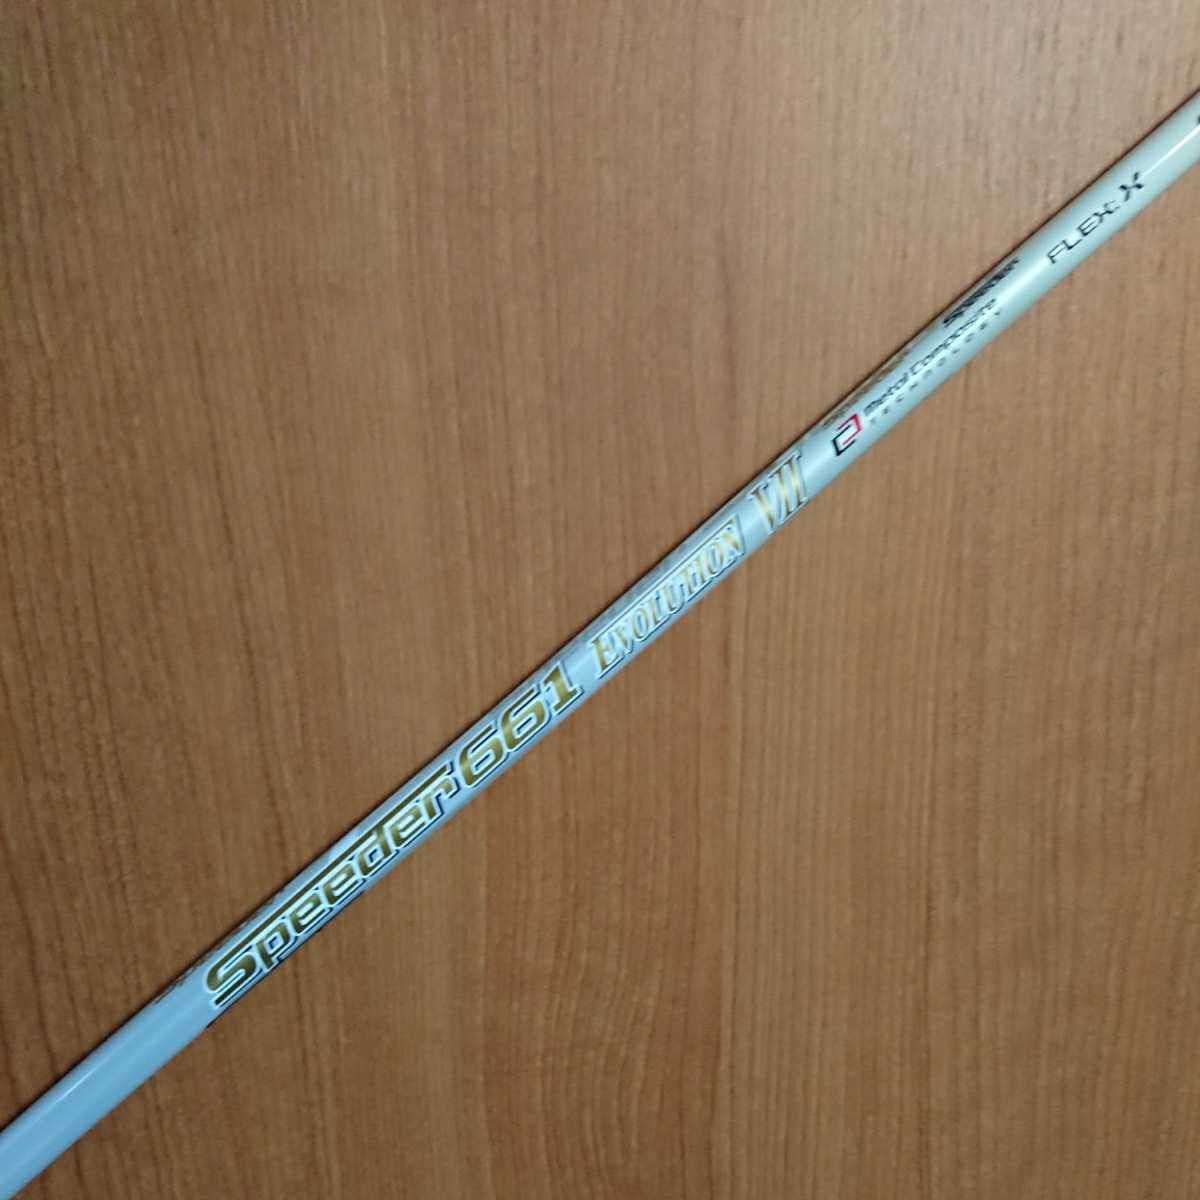 Speeder 661 EVOLUTION VII
Metal Composite
TECHNOLOGY
FLEX: X